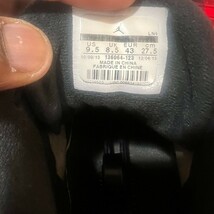 US UK EUR cm
9.5 8.5 43 27.5
136064-123
MADE IN CHINA
FABRIQUE EN CHINE